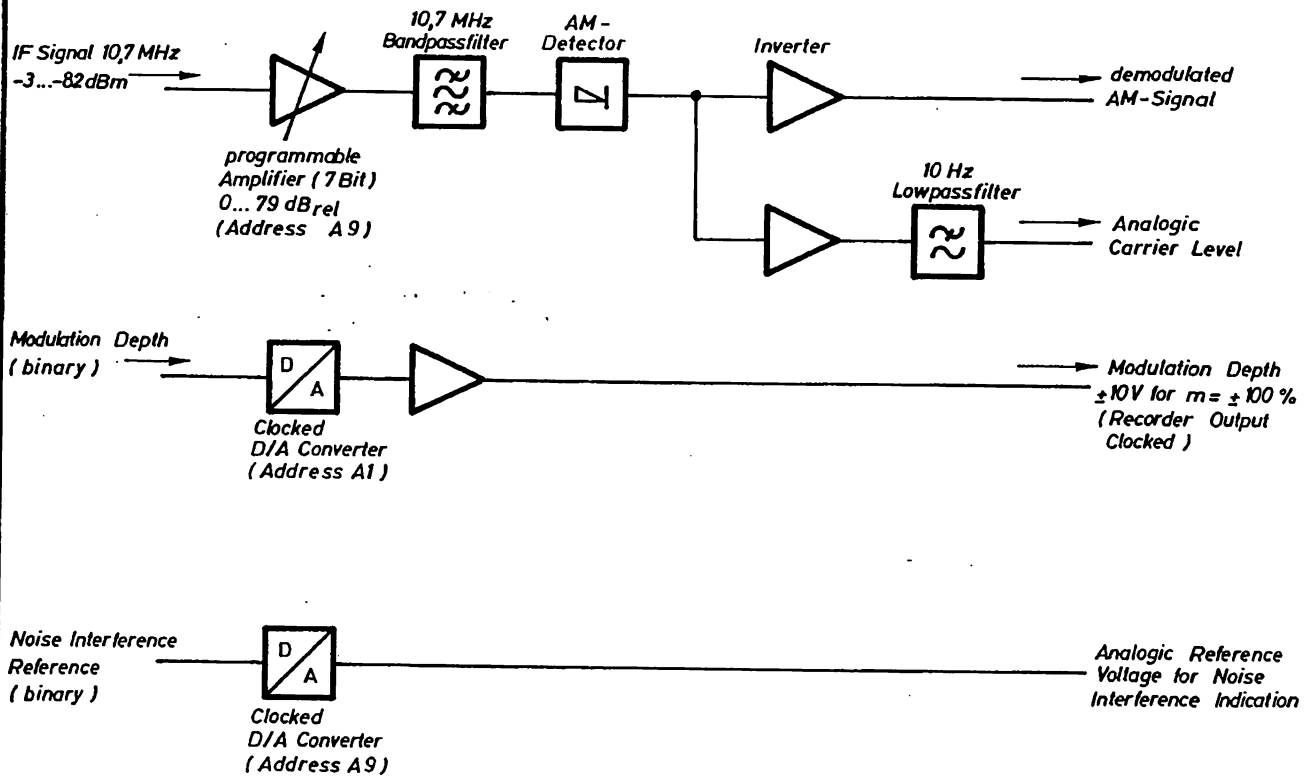 10,7 MHz
Bandpassfilter
AM-
Detector
Inverter
IF Signal 10,7 MHz
-3...-82dBm
demodulated
AM-Signal
programmable
Amplifier ( 7 Bit )
0... 79 dBrel
( Address A9 )
10 Hz
Lowpassfilter
Analogic
Carrier Level
Modulation Depth
( binary )
D
A
Clocked
D/A Converter
( Address A1 )
Modulation Depth
±10V for m= ±100 %
( Recorder Output
Clocked )
Noise Interference
Reference
( binary )
D
A
Clocked
D/A Converter
( Address A9 )
Analogic Reference
Voltage for Noise
Interference Indication